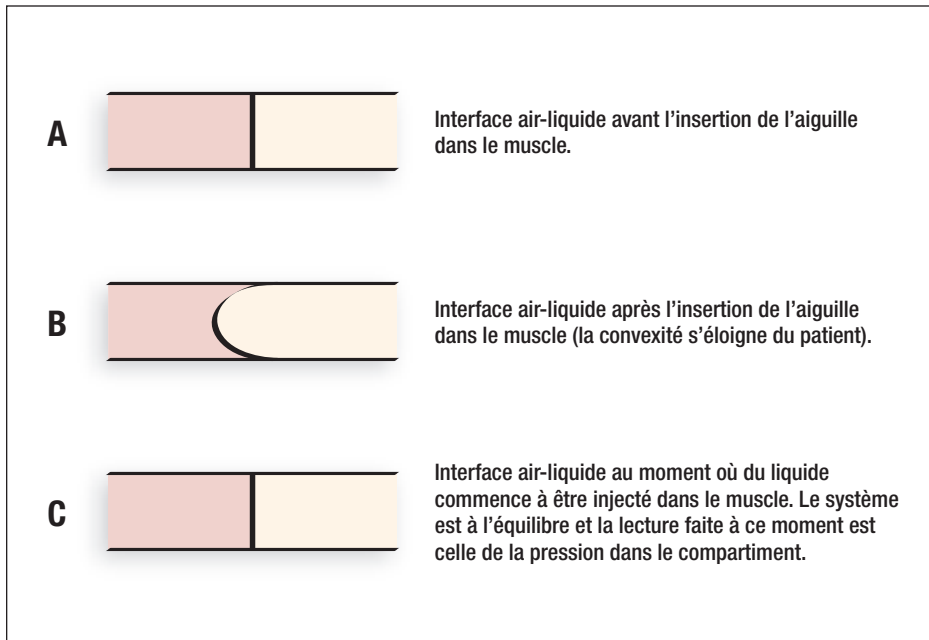 A
Interface air-liquide avant l’insertion de l’aiguille
dans le muscle.
B
Interface air-liquide après l’insertion de l’aiguille
dans le muscle (la convexité s’éloigne du patient).
C
Interface air-liquide au moment où du liquide
commence à être injecté dans le muscle. Le système
est à l’équilibre et la lecture faite à ce moment est
celle de la pression dans le compartiment.